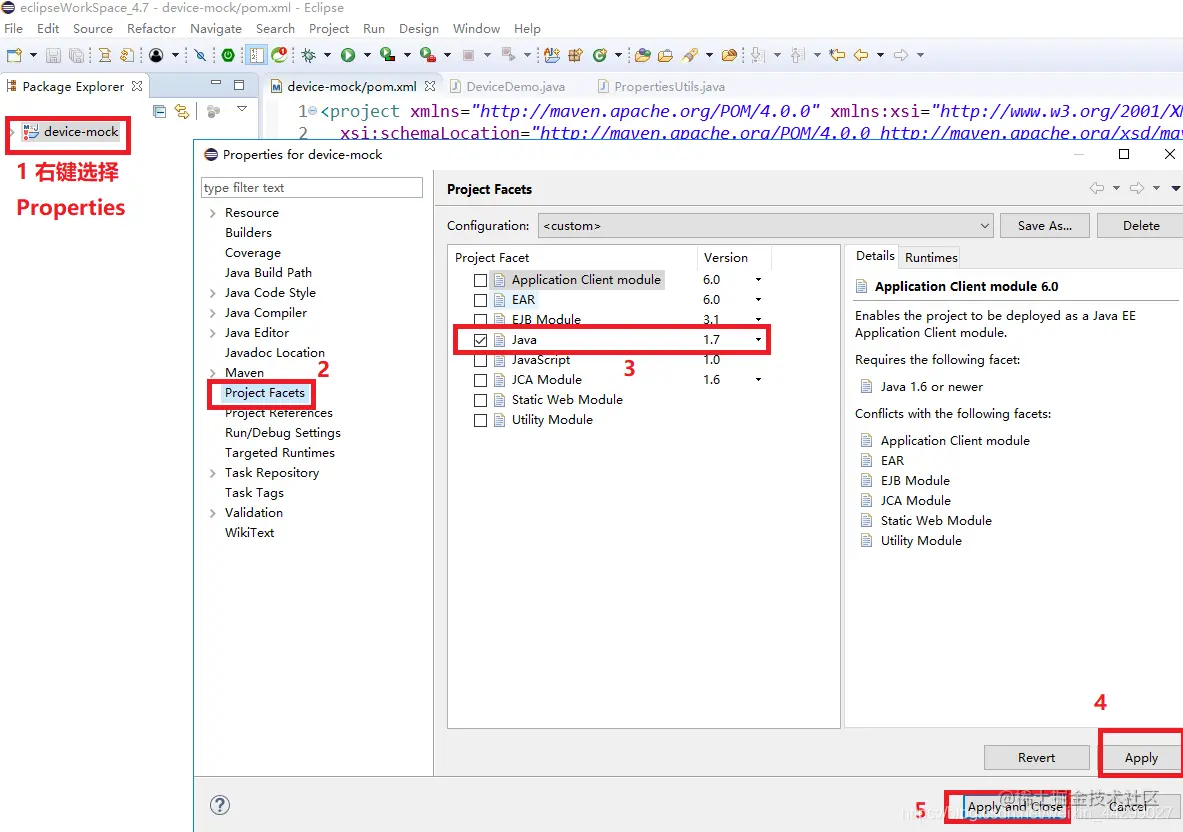 eclipseWorkSpace_4.7 - device-mock/pom.xml - Eclipse
File Edit Source Refactor Navigate Search Project Run Design Window Help
Package Explorer
device-mock/pom.xml DeviceDemo.java PropertiesUtils.java
1 <project xmlns="http://maven.apache.org/POM/4.0.0" xmlns:xsi="http://www.w3.org/2001/XM
2 xsi:schemaLocation="http://maven.apache.org/POM/4.0.0 http://maven.apache.org/xsd/mav
device-mock
1 右键选择
Properties
Properties for device-mock
type filter text
Resource
Builders
Coverage
Java Build Path
Java Code Style
Java Compiler
Java Editor
Javadoc Location
Maven
2
Project Facets
Project References
Run/Debug Settings
Targeted Runtimes
Task Repository
Task Tags
Validation
WikiText
Project Facets
Configuration: <custom> Save As... Delete
Project Facet Version
Application Client module 6.0
EAR 6.0
EJB Module 3.1
Java 1.7
JavaScript 1.0
3
JCA Module 1.6
Static Web Module
Utility Module
Details Runtimes
Application Client module 6.0
Enables the project to be deployed as a Java EE
Application Client module.
Requires the following facet:
Java 1.6 or newer
Conflicts with the following facets:
Application Client module
EAR
EJB Module
JCA Module
Static Web Module
Utility Module
4
Revert Apply
5
Apply and Close Cancel
@稀土掘金技术社区